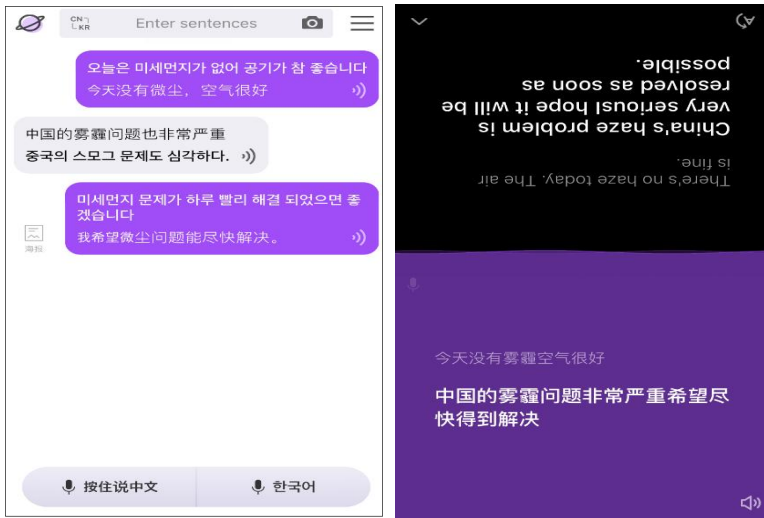 CN
KR
Enter sentences
오늘은 미세먼지가 없어 공기가 참 좋습니다
今天没有微尘，空气很好
中国的雾霾问题也非常严重
중국의 스모그 문제도 심각하다.
미세먼지 문제가 하루 빨리 해결 되었으면 좋
겠습니다
我希望微尘问题能尽快解决。
海报
按住说中文
한국어
There's no haze today. The air
is fine.
China's haze problem is
very seriousI hope it will be
resolved as soon as
possible.
今天没有雾霾空气很好
中国的雾霾问题非常严重希望尽
快得到解决